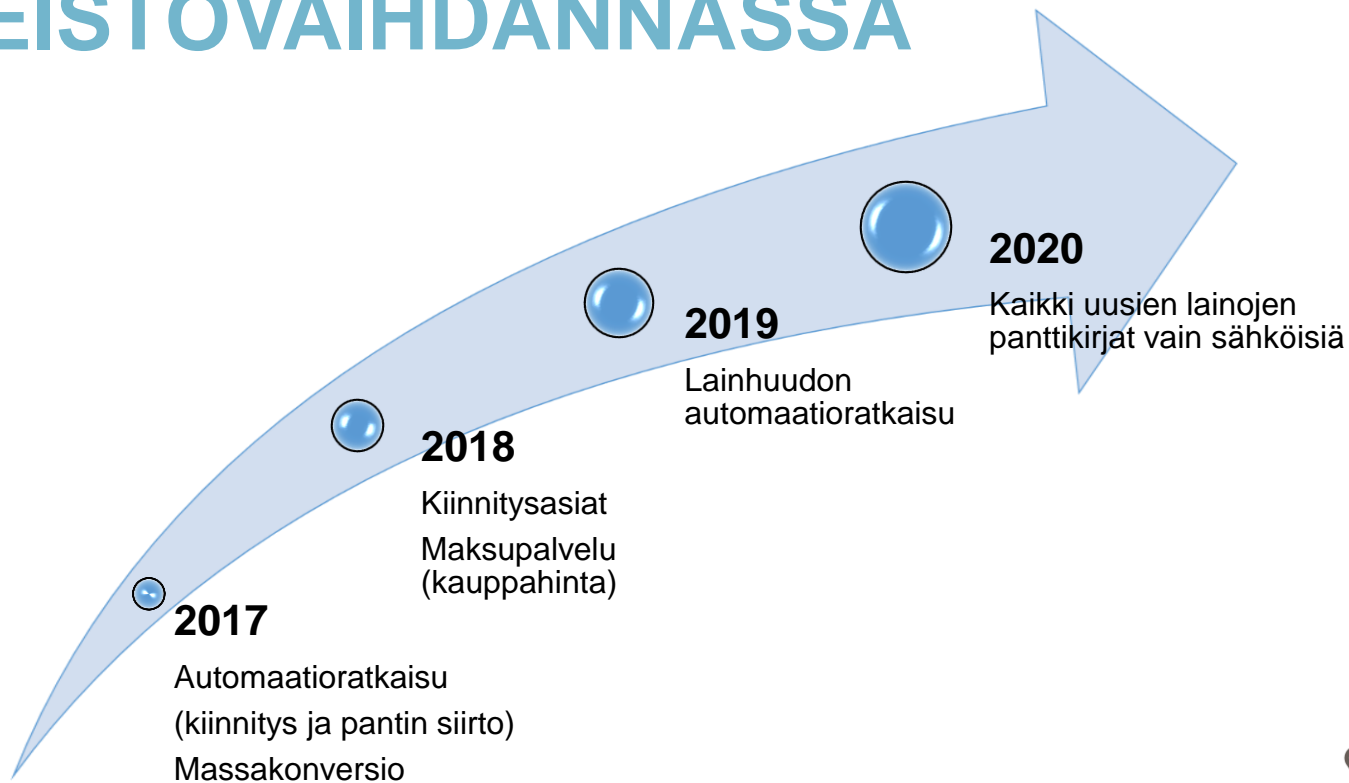 EISTOVAIHDANNASSA
2017
Automaatioratkaisu
(kiinnitys ja pantin siirto)
Massakonversio
2018
Kiinnitysasiat
Maksupalvelu
(kauppahinta)
2019
Lainhuudon
automaatioratkaisu
2020
Kaikki uusien lainojen
panttikirjat vain sähköisiä